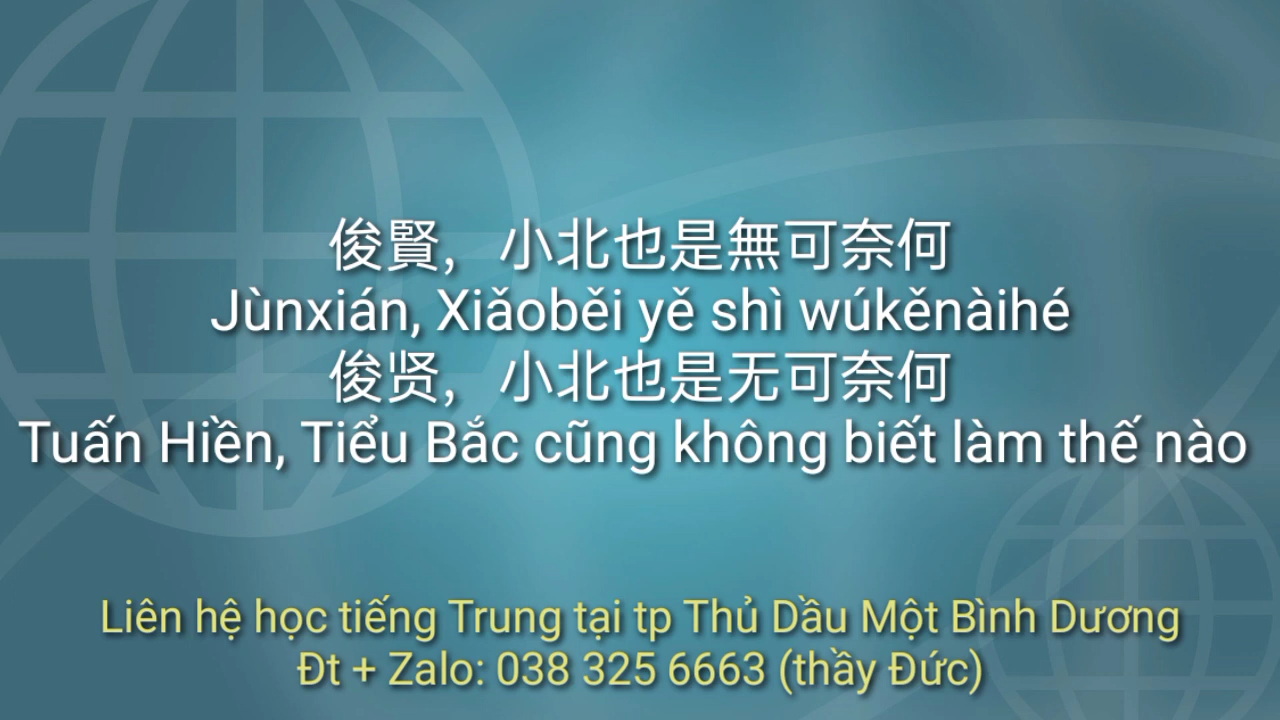 俊賢，小北也是無可奈何
Jùnxián, Xiǎoběi yě shì wúkěnàihé
俊贤，小北也是无可奈何
Tuấn Hiền, Tiểu Bắc cũng không biết làm thế nào
Liên hệ học tiếng Trung tại tp Thủ Dầu Một Bình Dương
Đt + Zalo: 038 325 6663 (thầy Đức)